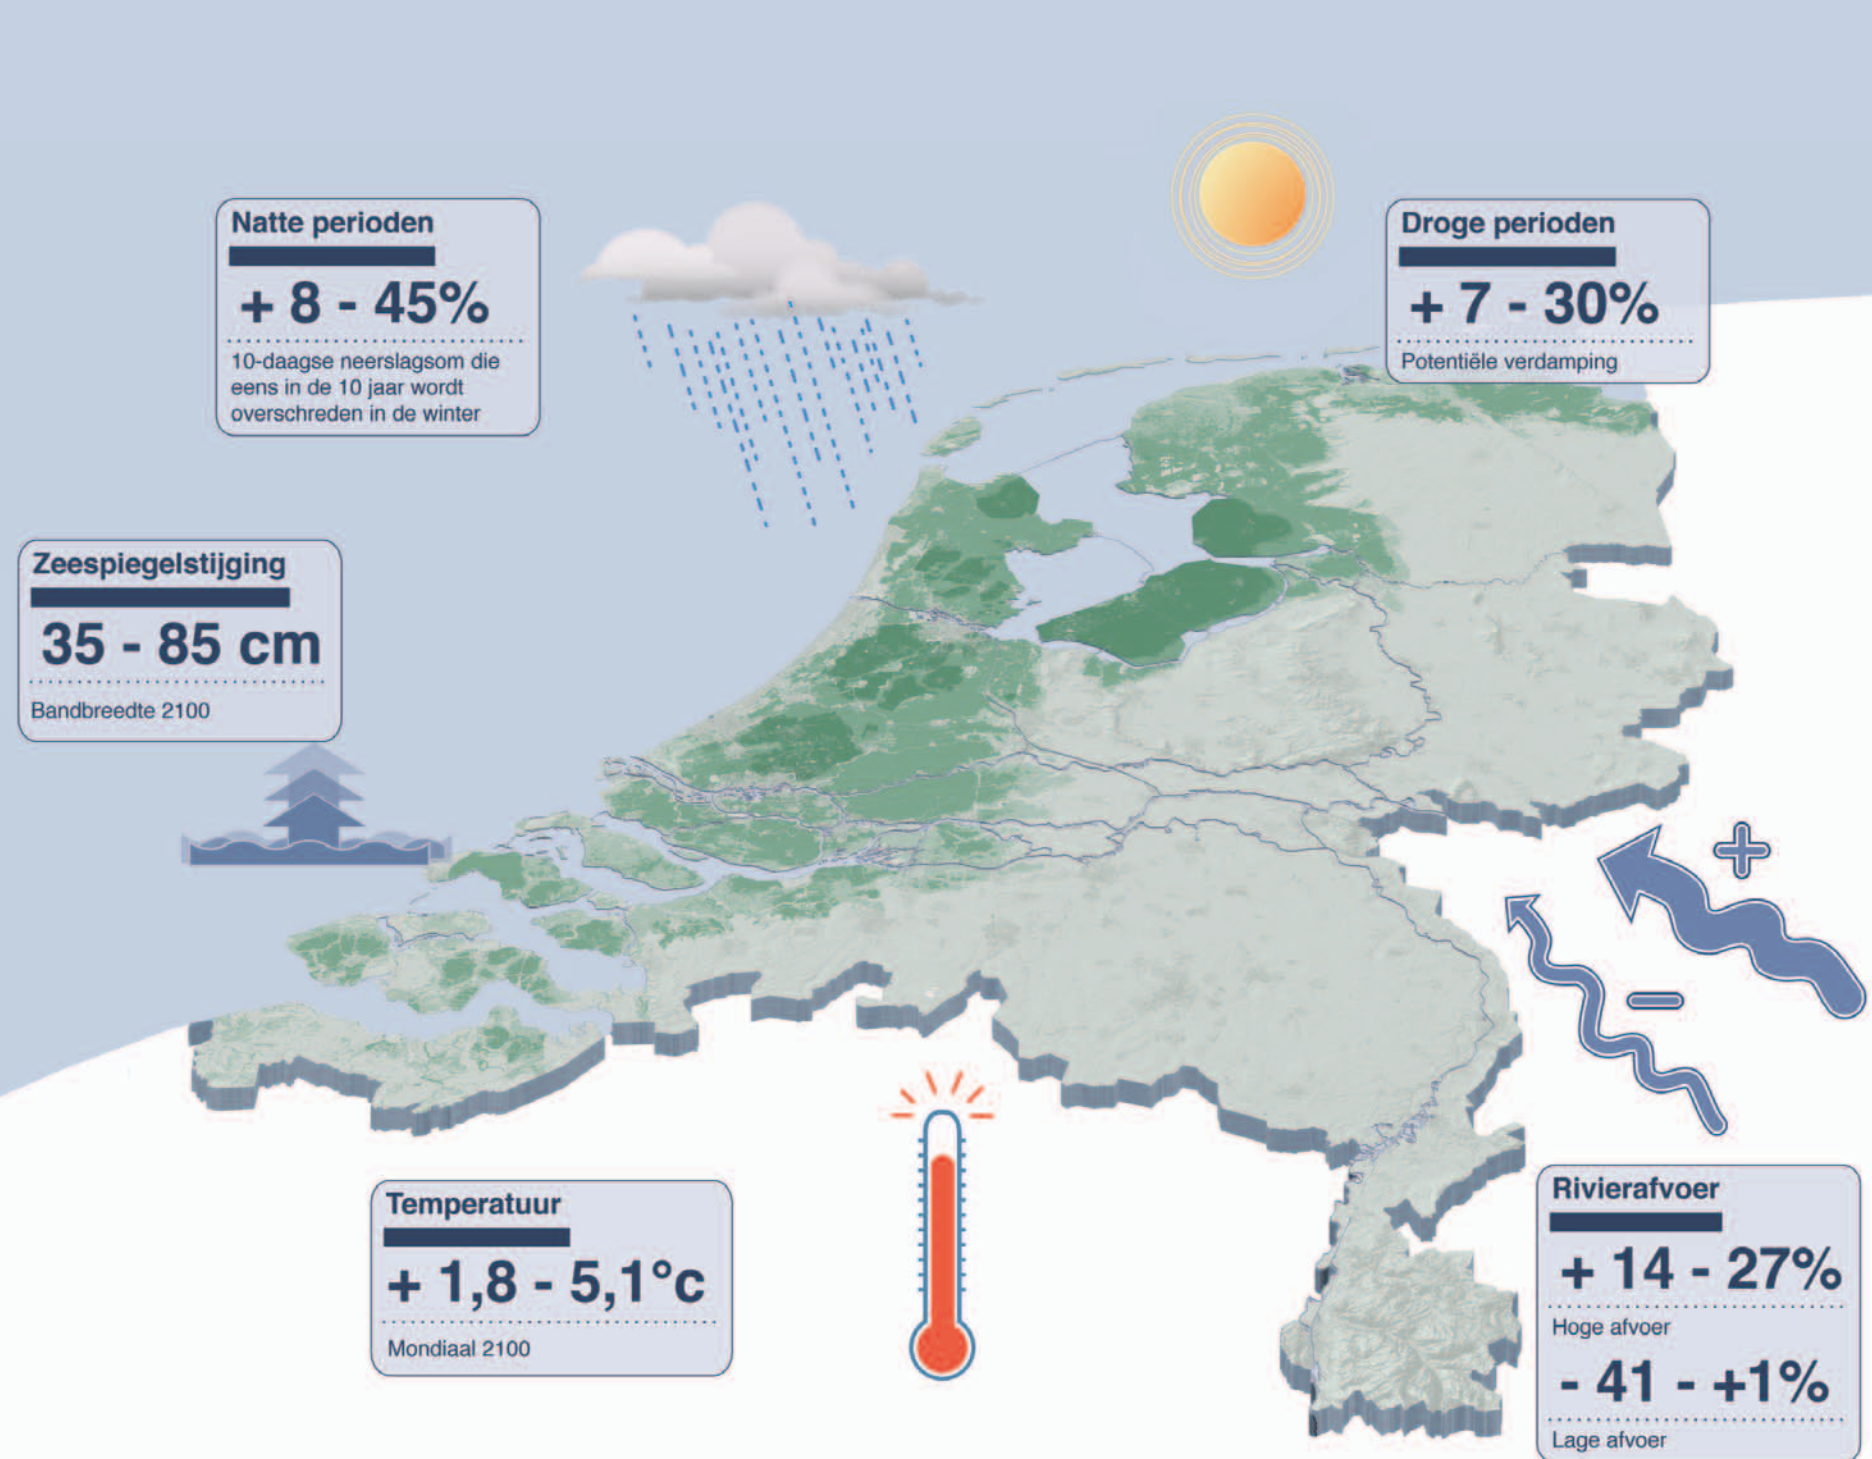 Natte perioden
+ 8 - 45%
10-daagse neerslagsom die
eens in de 10 jaar wordt
overschreden in de winter
Droge perioden
+ 7 - 30%
Potentiële verdamping
Zeespiegelstijging
35 - 85 cm
Bandbreedte 2100
Temperatuur
+ 1,8 - 5,1°c
Mondiaal 2100
Rivierafvoer
+ 14 - 27%
Hoge afvoer
- 41 - +1%
Lage afvoer